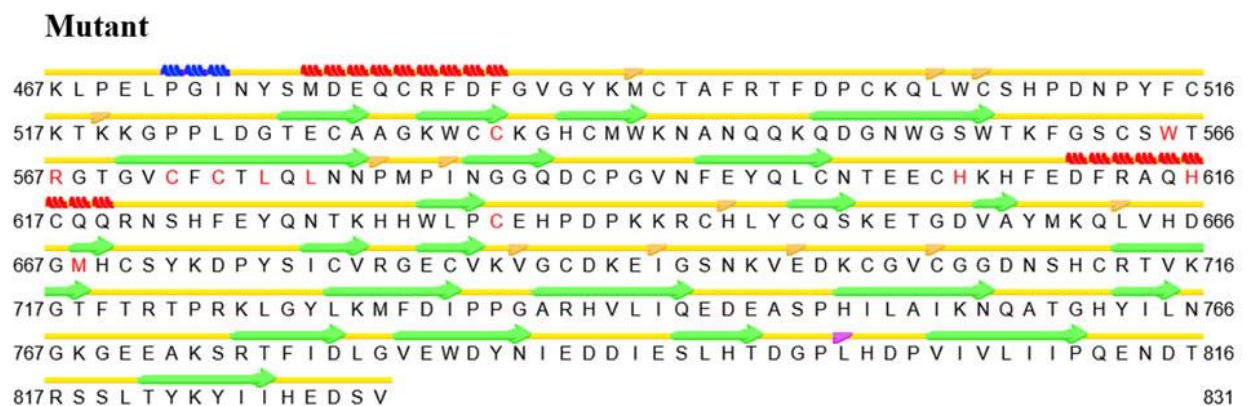 Mutant
467 K L P E L P G I N Y S M D E Q C R F D F G V G Y K M C T A F R T F D P C K Q L W C S H P D N P Y F C 516
517 K T K K G P P L D G T E C A A G K W C C K G H C M W K N A N Q Q K Q D G N W G S W T K F G S C S W T 566
567 R G T G V C F C T L Q L N N P M P I N G G Q D C P G V N F E Y Q L C N T E E C H K H F E D F R A Q H 616
617 C Q Q R N S H F E Y Q N T K H H W L P C E H P D P K K R C H L Y C Q S K E T G D V A Y M K Q L V H D 666
667 G M H C S Y K D P Y S I C V R G E C V K V G C D K E I G S N K V E D K C G V C G G D N S H C R T V K 716
717 G T F T R T P R K L G Y L K M F D I P P G A R H V L I Q E D E A S P H I L A I K N Q A T G H Y I L N 766
767 G K G E E A K S R T F I D L G V E W D Y N I E D D I E S L H T D G P L H D P V I V L I I P Q E N D T 816
817 R S S L T Y K Y I I H E D S V 831